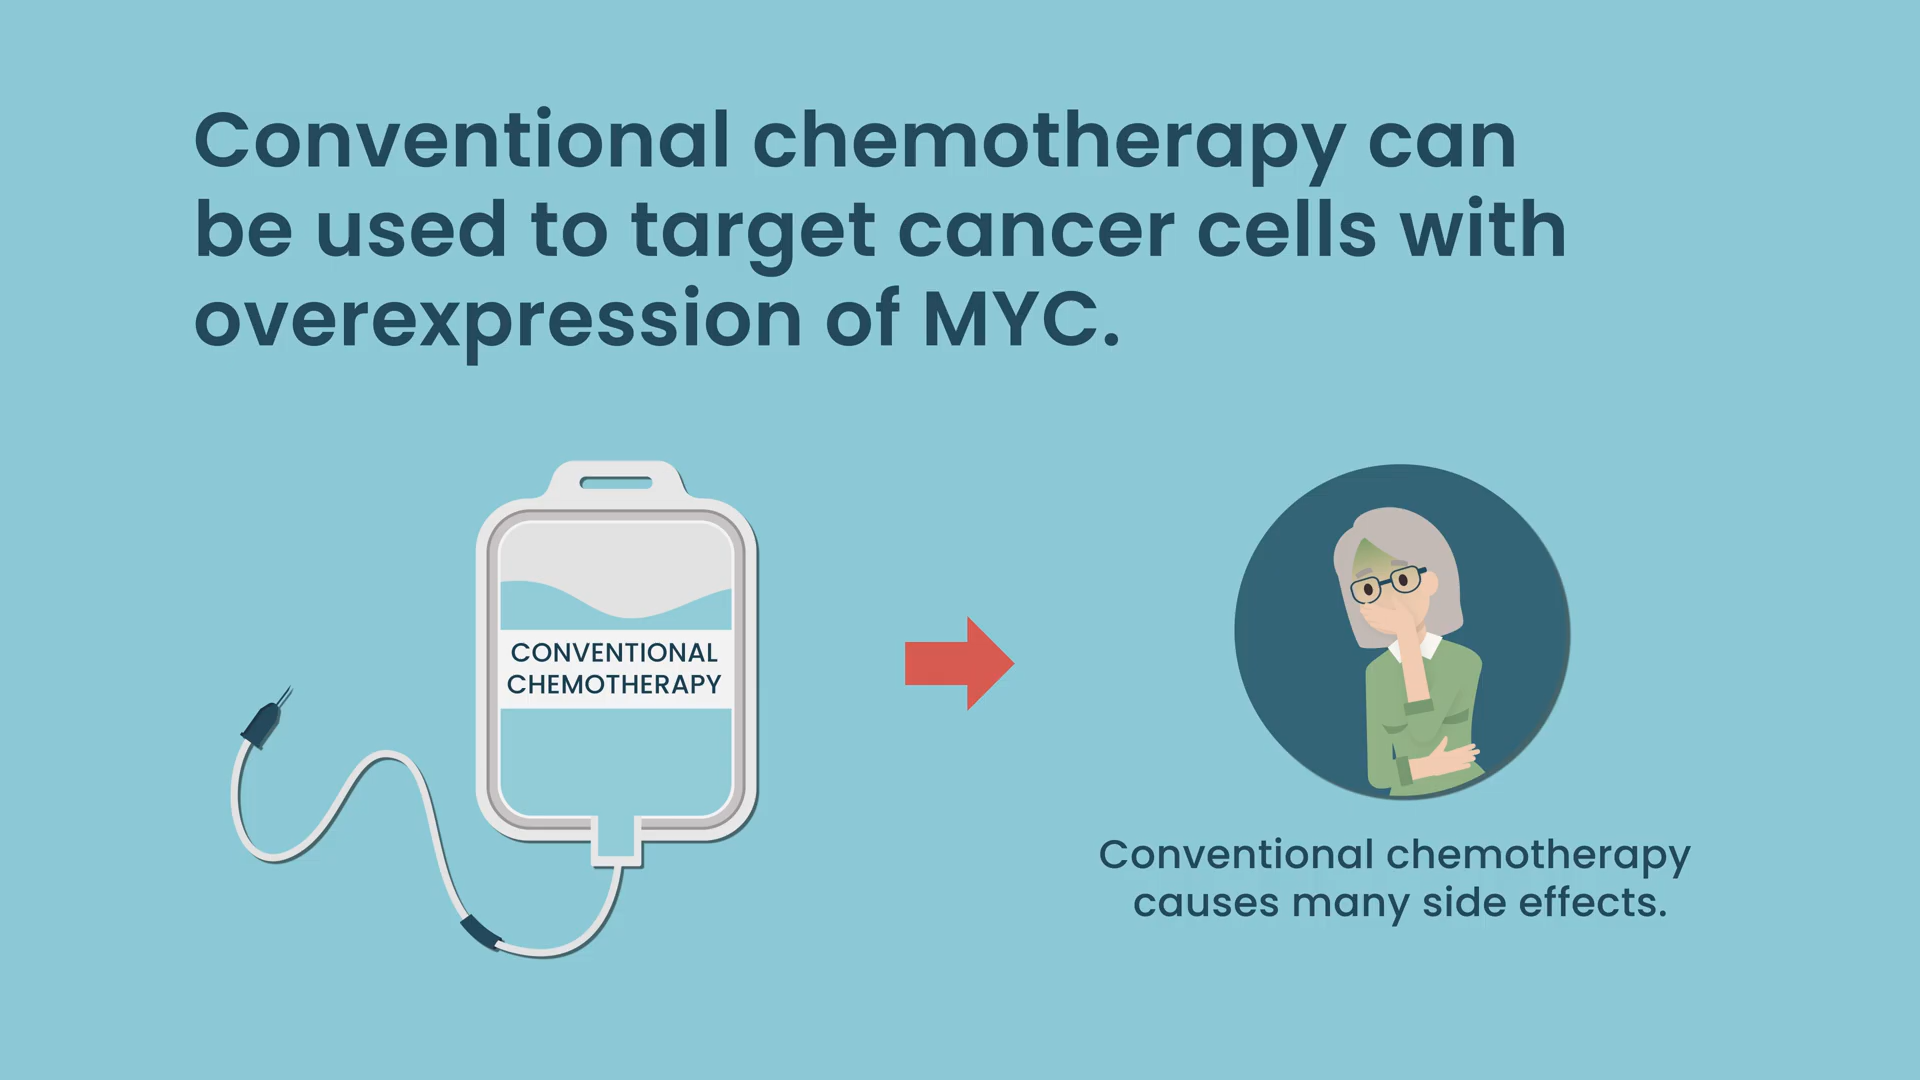 Conventional chemotherapy can
be used to target cancer cells with
overexpression of MYC.
CONVENTIONAL
CHEMOTHERAPY
Conventional chemotherapy
causes many side effects.